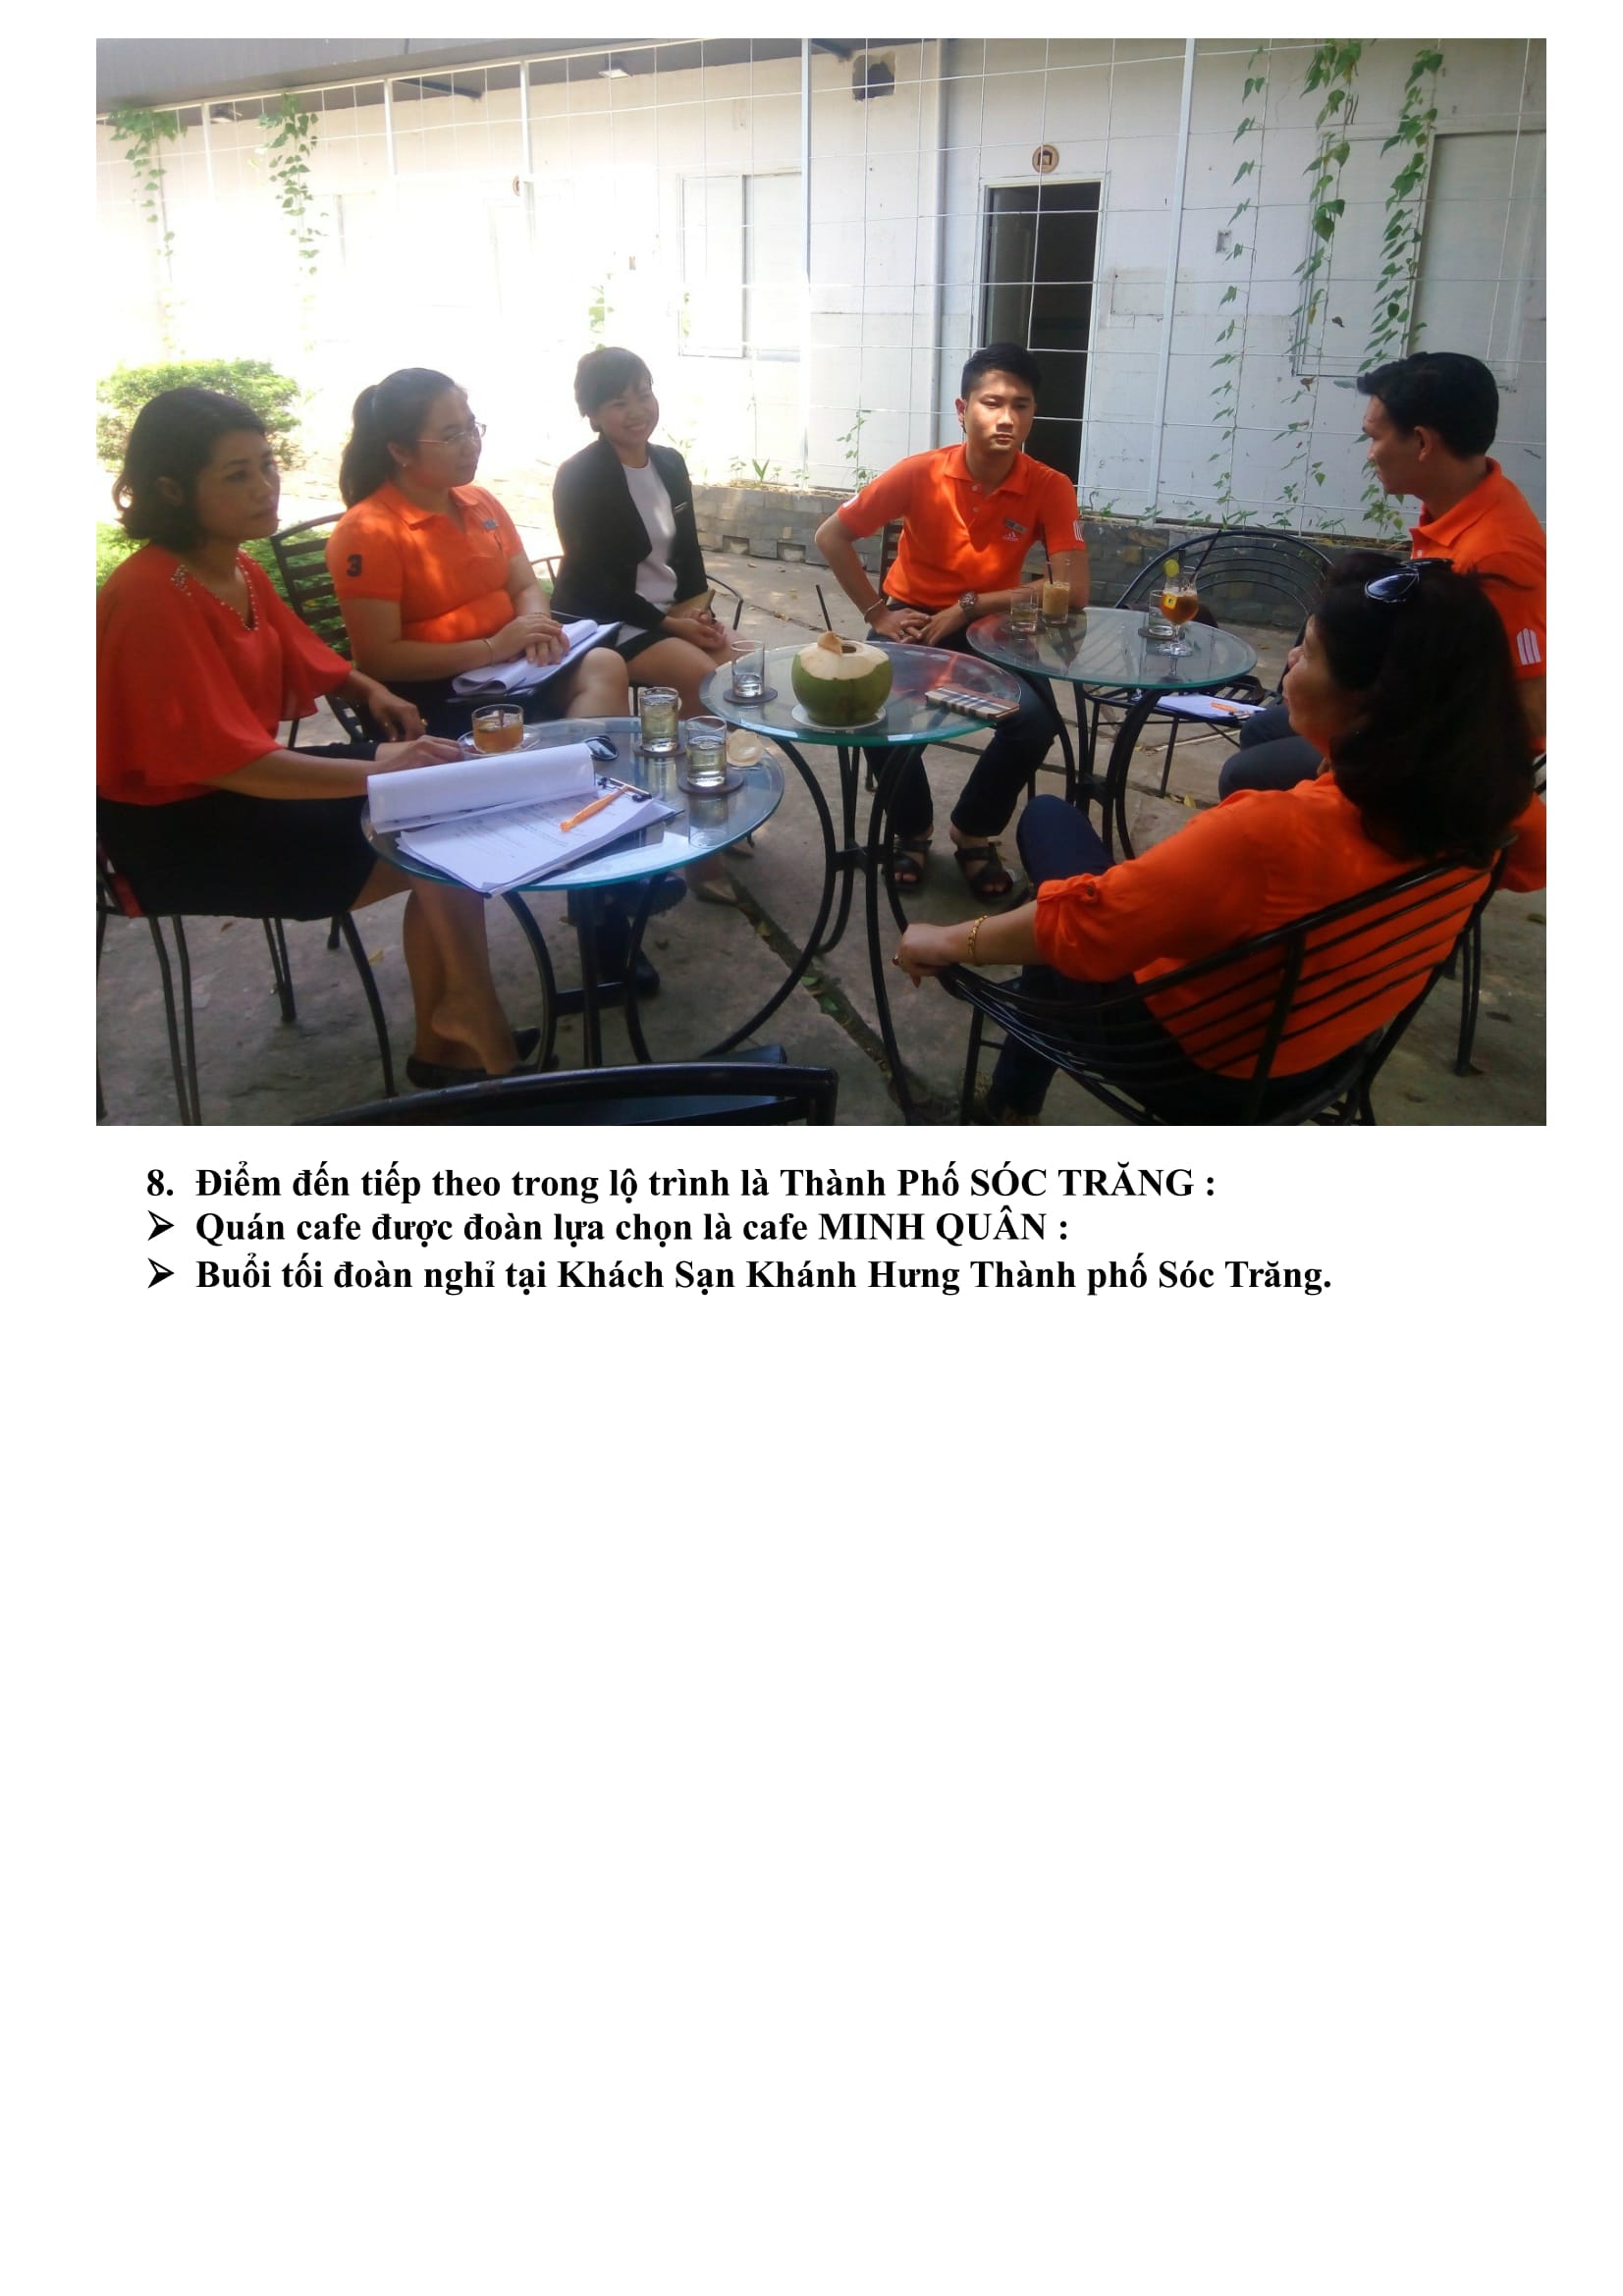 3
8. Điểm đến tiếp theo trong lộ trình là Thành Phố SÓC TRĂNG :
➢ Quán cafe được đoàn lựa chọn là cafe MINH QUÂN :
➢ Buổi tối đoàn nghỉ tại Khách Sạn Khánh Hưng Thành phố Sóc Trăng.